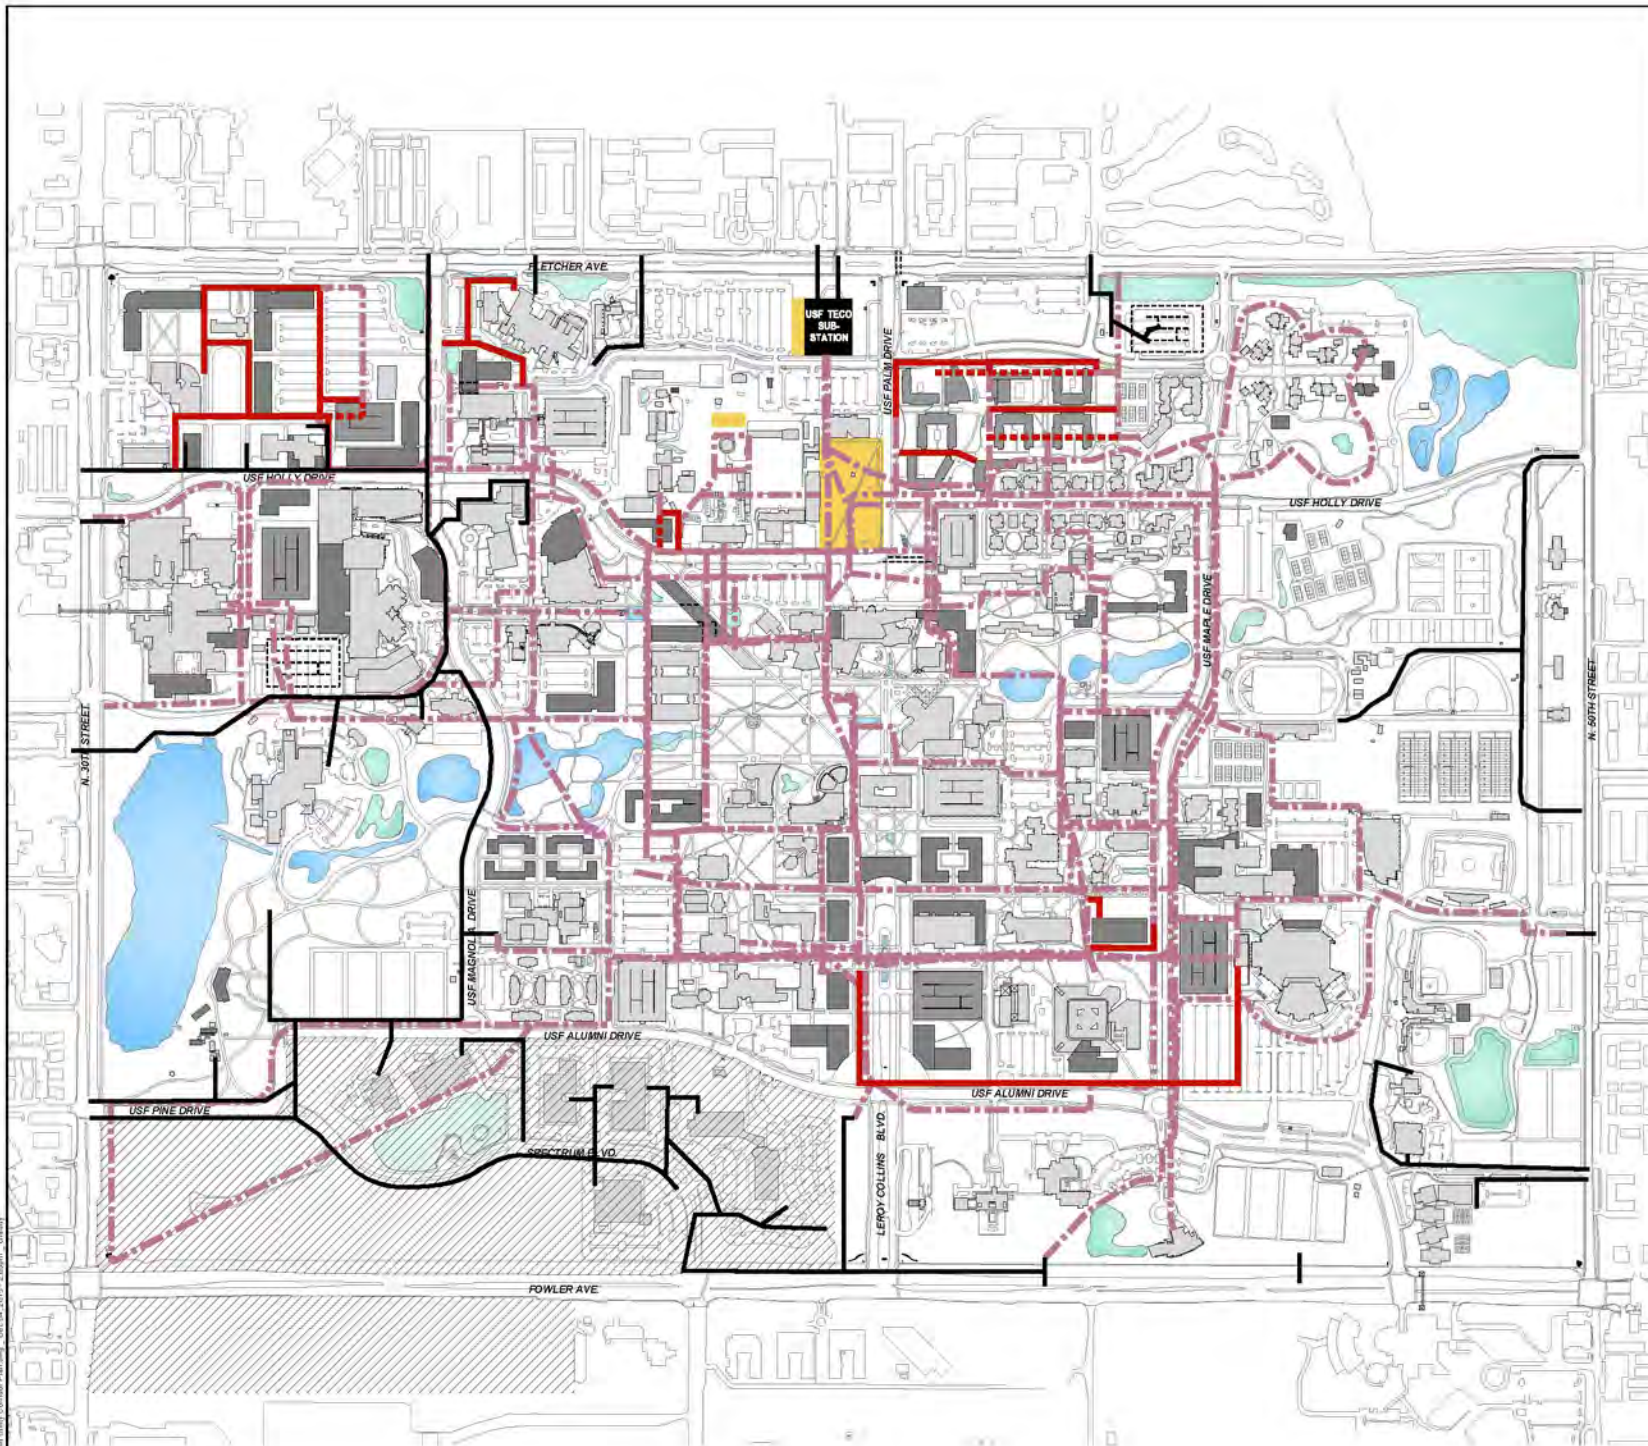 FLETCHER AVE.
USF TECO
SUB-
STATION
USF PALM DRIVE
USF HOLLY DRIVE
USF HOLLY DRIVE
USF MAPLE DRIVE
N. 30TH STREET
N. 50TH STREET
USF MAGNOLIA DRIVE
USF ALUMNI DRIVE
USF ALUMNI DRIVE
USF PINE DRIVE
SPECTRUM BLVD.
LEROY COLLINS BLVD.
FOWLER AVE.